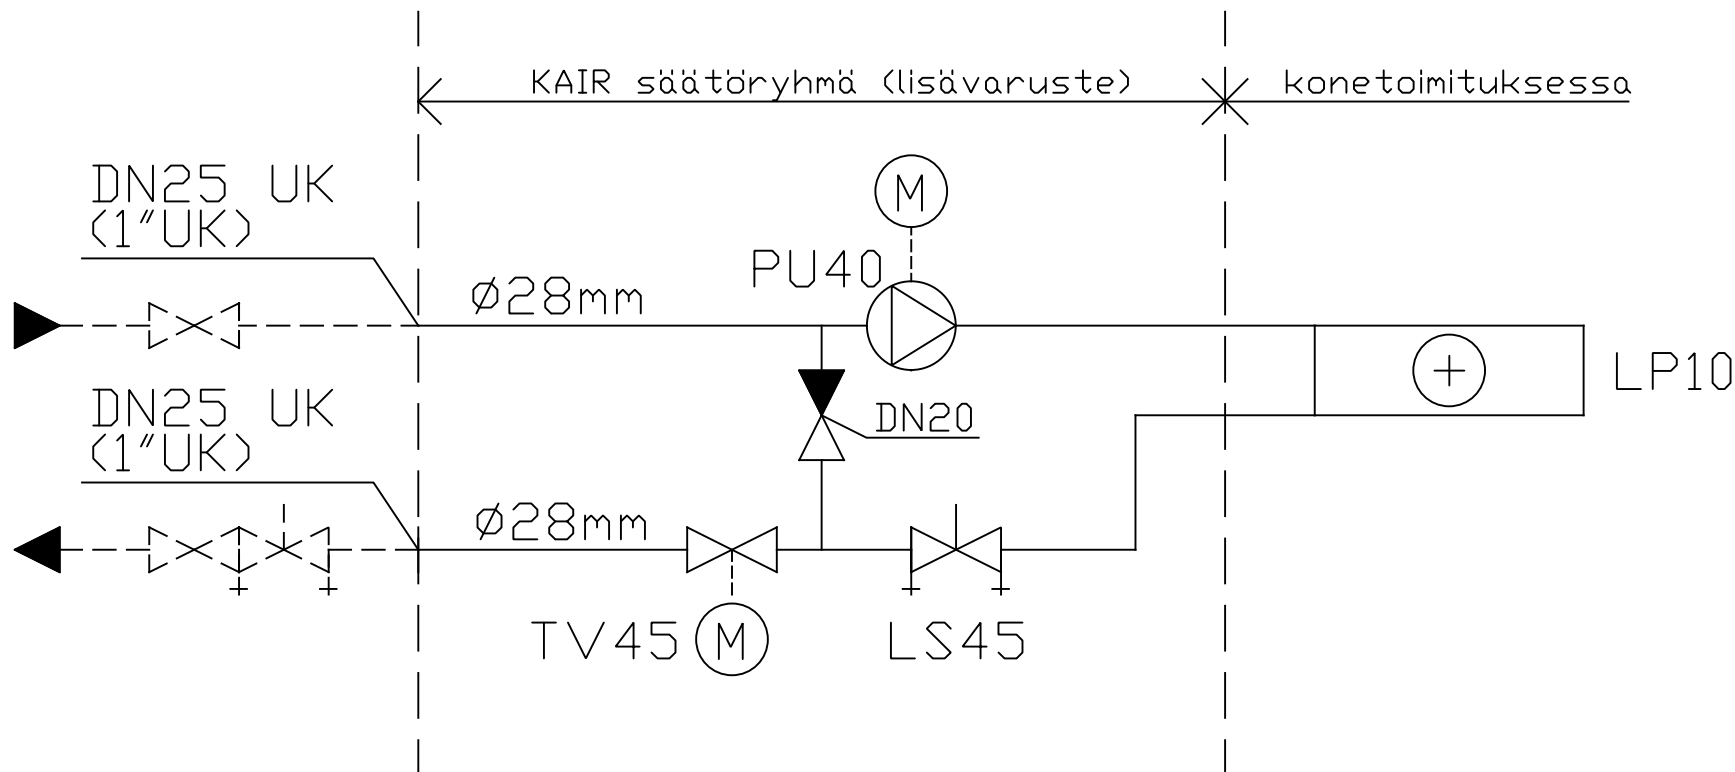 KAIR säätöryhmä (lisävaruste)
konetoimituksessa
DN25 UK
(1"UK)
M
PU40
Ø28mm
LP10
DN25 UK
(1"UK)
DN20
Ø28mm
TV45
M
LS45